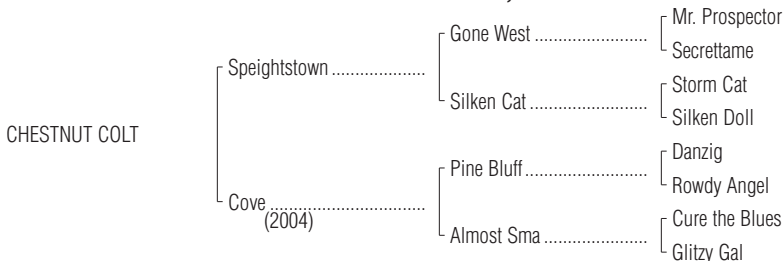 Mr. Prospector
Gone West ........................
Secrettame
Speightstown ....................
Storm Cat
Silken Cat .........................
Silken Doll
CHESTNUT COLT
Danzig
Pine Bluff ..........................
Rowdy Angel
Cove .................................
(2004)
Cure the Blues
Almost Sma ......................
Glitzy Gal